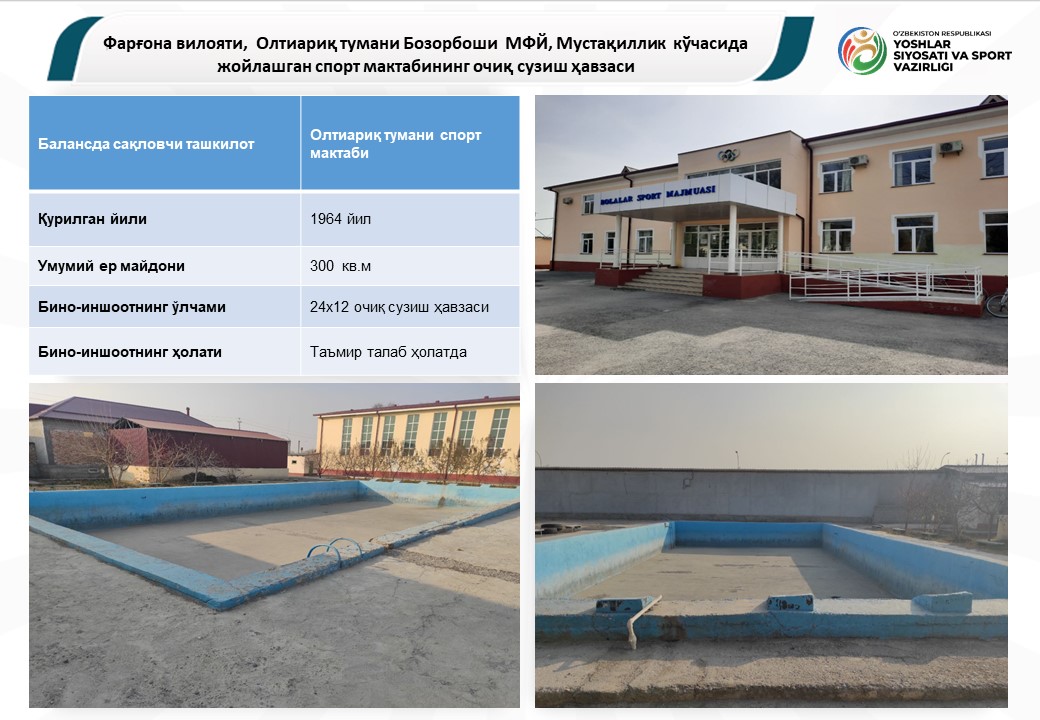 Фарғона вилояти, Олтиариқ тумани Бозорбоши МФЙ, Мустақиллик кўчасида
жойлашган спорт мактабининг очиқ сузиш ҳавзаси
O'ZBEKISTON RESPUBLIKASI
YOSHLAR
SIYOSATI VA SPORT
VAZIRLIGI
Балансда сақловчи ташкилот
Олтиариқ тумани спорт
мактаби
Қурилган йили
1964 йил
Умумий ер майдони
300 кв.м
Бино-иншоотнинг ўлчами
24х12 очиқ сузиш ҳавзаси
Бино-иншоотнинг ҳолати
Таъмир талаб ҳолатда
BOLALAR SPORT MAJMUASI